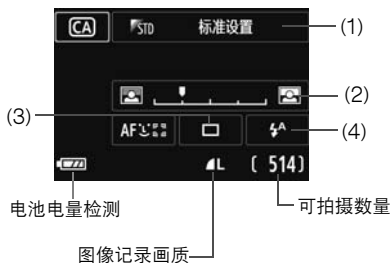 CA STD 标准设置 (1)
(2)
(3)
AF A (4)
L ( 514)
电池电量检测
可拍摄数量
图像记录画质